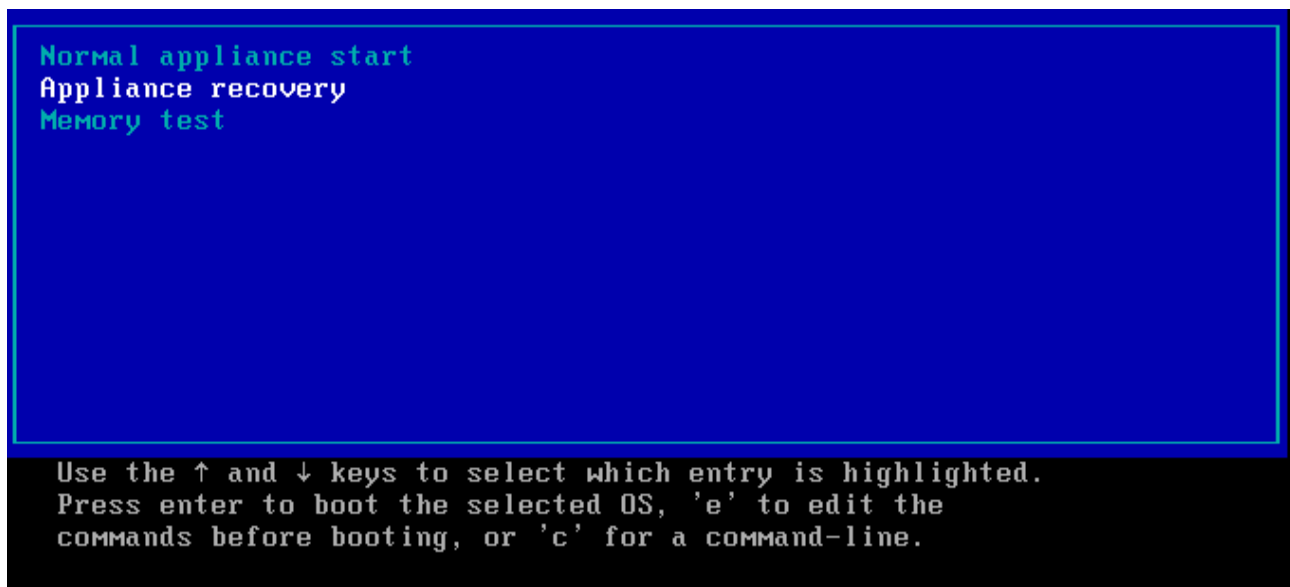 Normal appliance start
Appliance recovery
Memory test
Use the ↑ and ↓ keys to select which entry is highlighted.
Press enter to boot the selected OS, 'e' to edit the
commands before booting, or 'c' for a command-line.